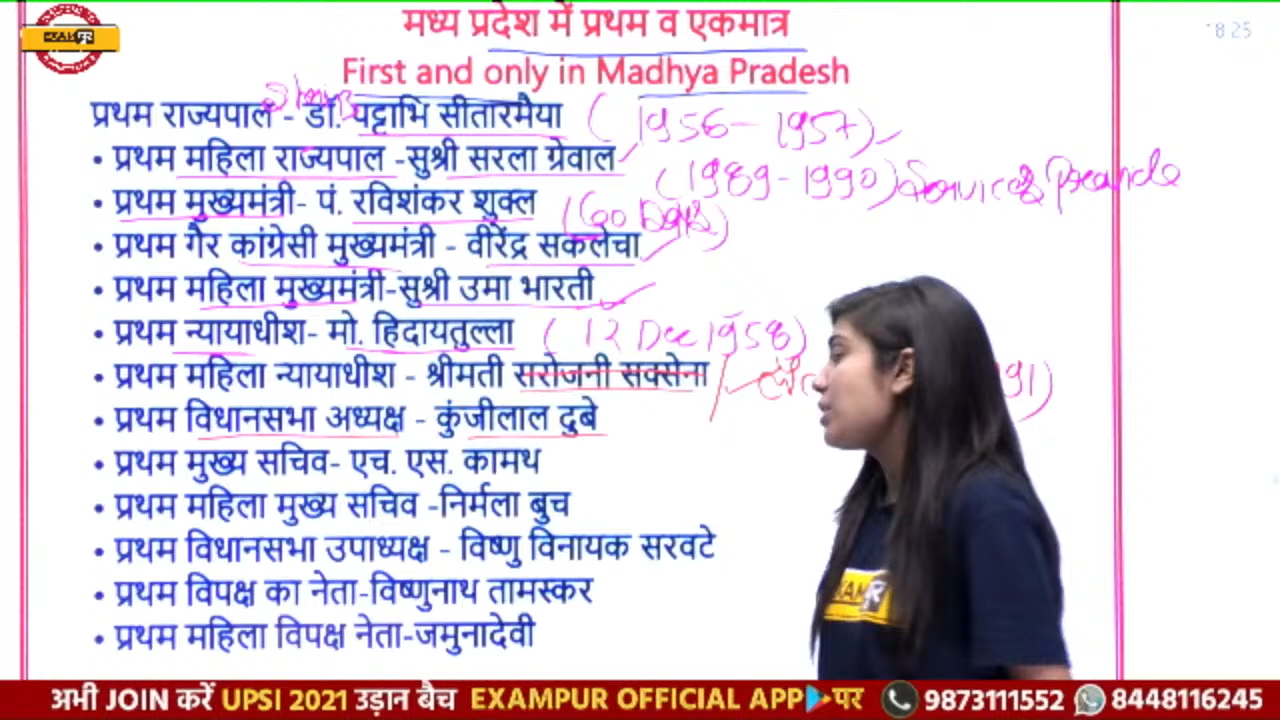 EXAMPUR
मध्य प्रदेश में प्रथम व एकमात्र
First and only in Madhya Pradesh
18:25
प्रथम राज्यपाल - डॉ. पट्टाभि सीतारमैया (1956-1957)
• प्रथम महिला राज्यपाल -सुश्री सरला ग्रेवाल (1989-1990)
• प्रथम मुख्यमंत्री- पं. रविशंकर शुक्ल (60 Days)
• प्रथम गैर कांग्रेसी मुख्यमंत्री - वीरेंद्र सकलेचा
• प्रथम महिला मुख्यमंत्री-सुश्री उमा भारती
• प्रथम न्यायाधीश- मो. हिदायतुल्ला (12 Dec 1958)
• प्रथम महिला न्यायाधीश - श्रीमती सरोजनी सक्सेना 91)
• प्रथम विधानसभा अध्यक्ष - कुंजीलाल दुबे
• प्रथम मुख्य सचिव- एच. एस. कामथ
• प्रथम महिला मुख्य सचिव -निर्मला बुच
• प्रथम विधानसभा उपाध्यक्ष - विष्णु विनायक सरवटे
• प्रथम विपक्ष का नेता-विष्णुनाथ तामस्कर
• प्रथम महिला विपक्ष नेता-जमुनादेवी
अभी JOIN करें UPSI 2021 उड़ान बैच EXAMPUR OFFICIAL APP पर 9873111552 8448116245